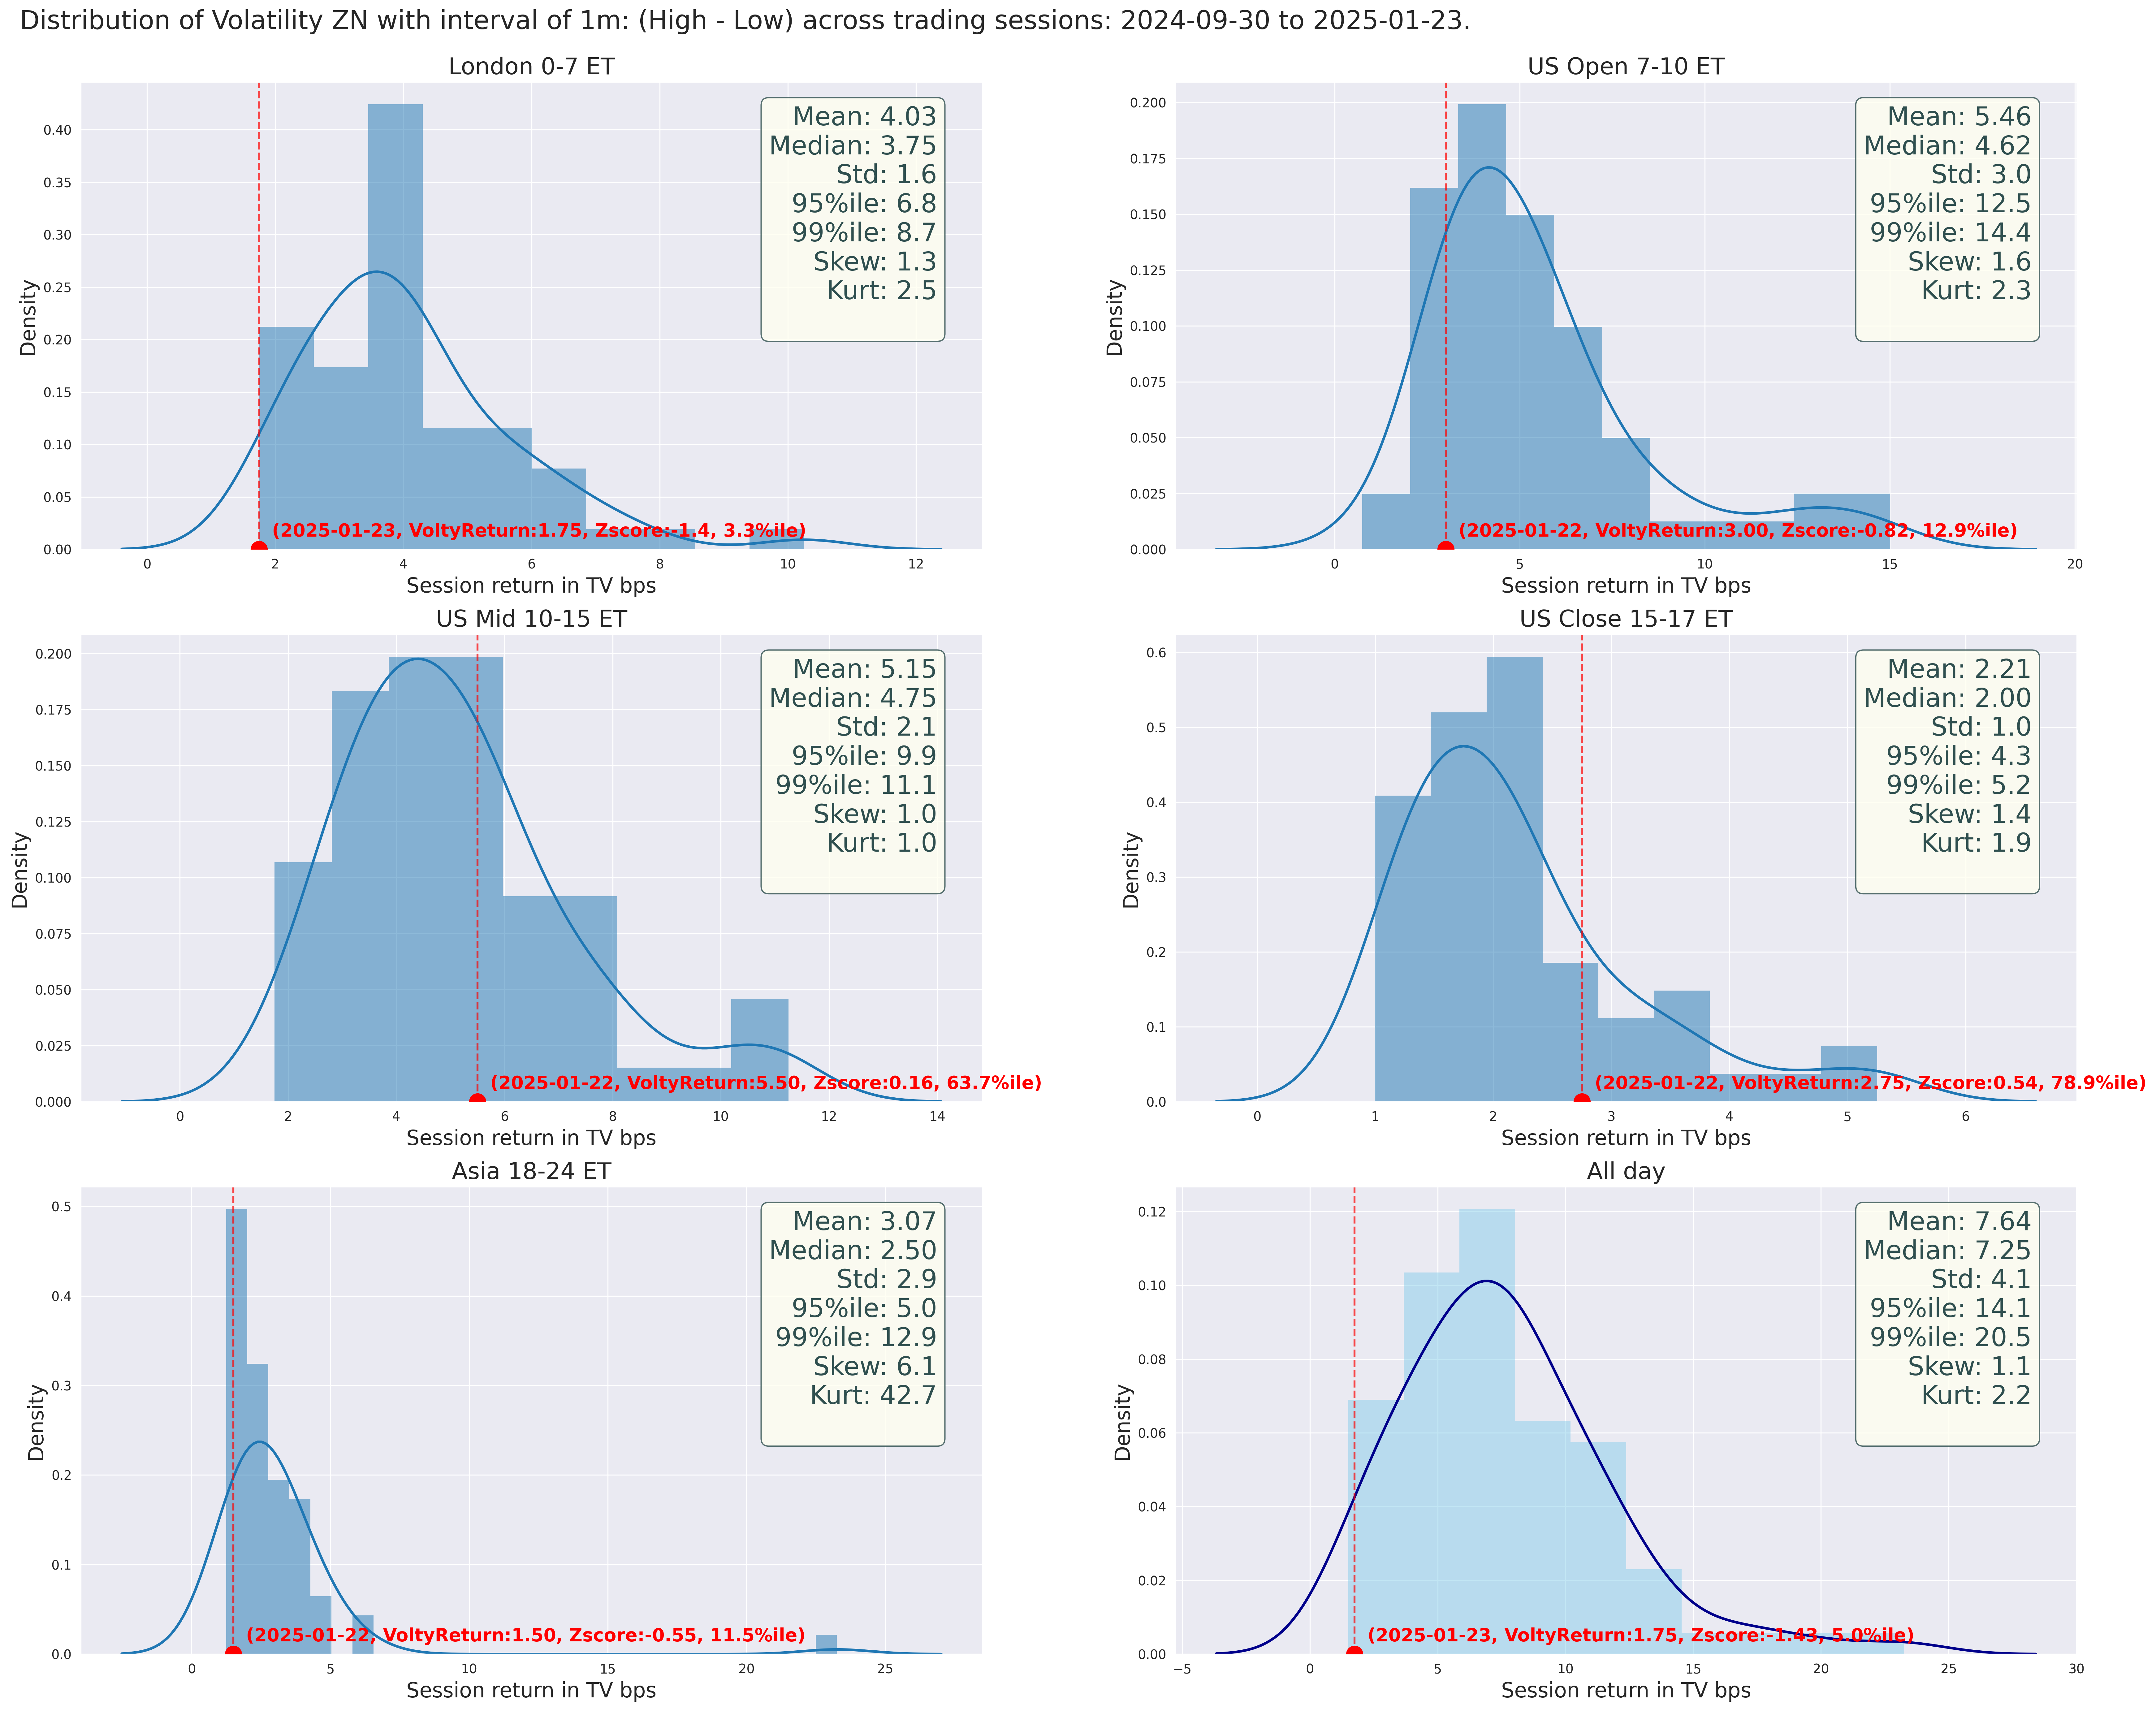 Distribution of Volatility ZN with interval of 1m: (High - Low) across trading sessions: 2024-09-30 to 2025-01-23.
London 0-7 ET
Mean: 4.03
Median: 3.75
Std: 1.6
95%ile: 6.8
99%ile: 8.7
Skew: 1.3
Kurt: 2.5
Density
0.40
0.35
0.30
0.25
0.20
0.15
0.10
0.05
0.00
(2025-01-23, VoltyReturn:1.75, Zscore:-1.4, 3.3%ile)
0 2 4 6 8 10 12
Session return in TV bps
US Open 7-10 ET
Mean: 5.46
Median: 4.62
Std: 3.0
95%ile: 12.5
99%ile: 14.4
Skew: 1.6
Kurt: 2.3
Density
0.200
0.175
0.150
0.125
0.100
0.075
0.050
0.025
0.000
(2025-01-22, VoltyReturn:3.00, Zscore:-0.82, 12.9%ile)
0 5 10 15 20
Session return in TV bps
US Mid 10-15 ET
Mean: 5.15
Median: 4.75
Std: 2.1
95%ile: 9.9
99%ile: 11.1
Skew: 1.0
Kurt: 1.0
Density
0.200
0.175
0.150
0.125
0.100
0.075
0.050
0.025
0.000
(2025-01-22, VoltyReturn:5.50, Zscore:0.16, 63.7%ile)
0 2 4 6 8 10 12 14
Session return in TV bps
US Close 15-17 ET
Mean: 2.21
Median: 2.00
Std: 1.0
95%ile: 4.3
99%ile: 5.2
Skew: 1.4
Kurt: 1.9
Density
0.6
0.5
0.4
0.3
0.2
0.1
0.0
(2025-01-22, VoltyReturn:2.75, Zscore:0.54, 78.9%ile)
0 1 2 3 4 5 6
Session return in TV bps
Asia 18-24 ET
Mean: 3.07
Median: 2.50
Std: 2.9
95%ile: 5.0
99%ile: 12.9
Skew: 6.1
Kurt: 42.7
Density
0.5
0.4
0.3
0.2
0.1
0.0
(2025-01-22, VoltyReturn:1.50, Zscore:-0.55, 11.5%ile)
0 5 10 15 20 25
Session return in TV bps
All day
Mean: 7.64
Median: 7.25
Std: 4.1
95%ile: 14.1
99%ile: 20.5
Skew: 1.1
Kurt: 2.2
Density
0.12
0.10
0.08
0.06
0.04
0.02
0.00
(2025-01-23, VoltyReturn:1.75, Zscore:-1.43, 5.0%ile)
−5 0 5 10 15 20 25 30
Session return in TV bps